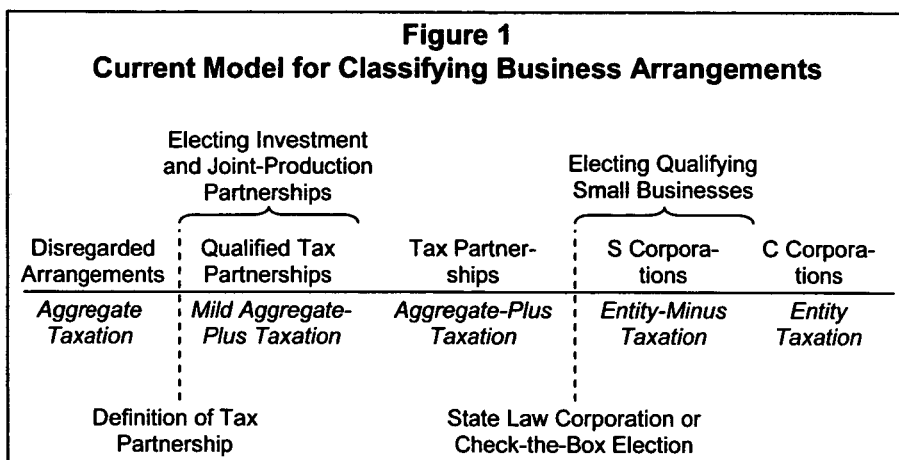 Figure 1
Current Model for Classifying Business Arrangements
Electing Investment
and Joint-Production
Partnerships
Electing Qualifying
Small Businesses
Disregarded
Arrangements
Qualified Tax
Partnerships
Tax Partner-
ships
S Corpora-
tions
C Corpora-
tions
Aggregate
Taxation
Mild Aggregate-
Plus Taxation
Aggregate-Plus
Taxation
Entity-Minus
Taxation
Entity
Taxation
Definition of Tax
Partnership
State Law Corporation or
Check-the-Box Election